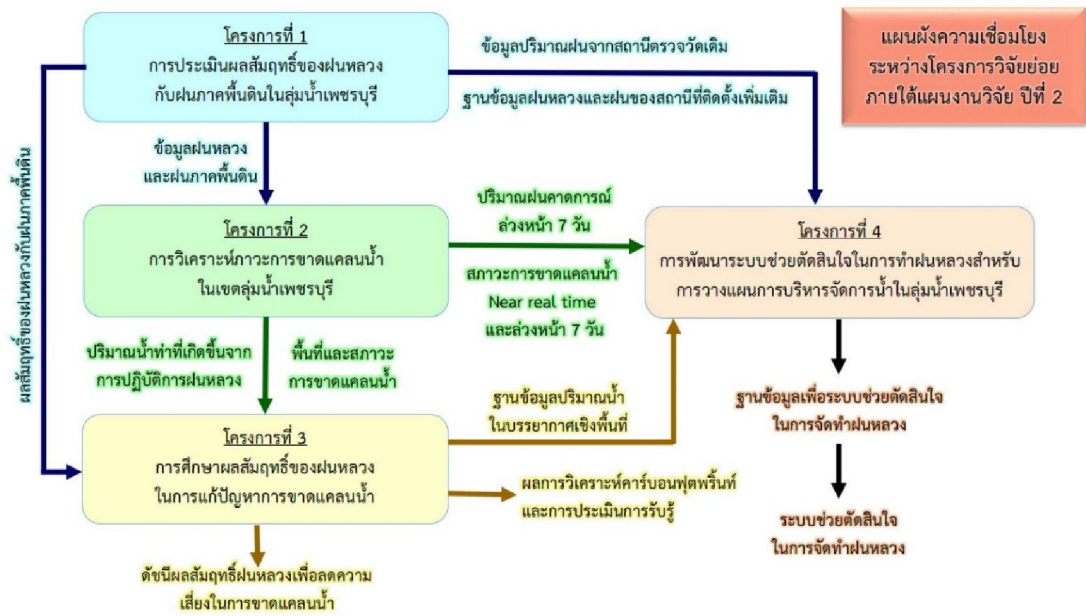 โครงการที่ 1
การประเมินผลสัมฤทธิ์ของฝนหลวง
กับฝนภาคพื้นดินในลุ่มน้ำเพชรบุรี
ข้อมูลปริมาณฝนจากสถานีตรวจวัดเดิม
ฐานข้อมูลฝนหลวงและฝนของสถานีที่ติดตั้งเพิ่มเติม
แผนผังความเชื่อมโยง
ระหว่างโครงการวิจัยย่อย
ภายใต้แผนงานวิจัย ปีที่ 2
ผลสัมฤทธิ์ของฝนหลวงกับฝนภาคพื้นดิน
ข้อมูลฝนหลวง
และฝนภาคพื้นดิน
โครงการที่ 2
การวิเคราะห์ภาวะการขาดแคลนน้ำ
ในเขตลุ่มน้ำเพชรบุรี
ปริมาณฝนคาดการณ์
ล่วงหน้า 7 วัน
สภาวะการขาดแคลนน้ำ
Near real time
และล่วงหน้า 7 วัน
โครงการที่ 4
การพัฒนาระบบช่วยตัดสินใจในการทำฝนหลวงสำหรับ
การวางแผนการบริหารจัดการน้ำในลุ่มน้ำเพชรบุรี
ปริมาณน้ำท่าที่เกิดขึ้นจาก
การปฏิบัติการฝนหลวง
พื้นที่และสภาวะ
การขาดแคลนน้ำ
ฐานข้อมูลปริมาณน้ำ
ในบรรยากาศเชิงพื้นที่
ฐานข้อมูลเพื่อระบบช่วยตัดสินใจ
ในการจัดทำฝนหลวง
โครงการที่ 3
การศึกษาผลสัมฤทธิ์ของฝนหลวง
ในการแก้ปัญหาการขาดแคลนน้ำ
ผลการวิเคราะห์คาร์บอนฟุตพริ้นท์
และการประเมินการรับรู้
ระบบช่วยตัดสินใจ
ในการจัดทำฝนหลวง
ดัชนีผลสัมฤทธิ์ฝนหลวงเพื่อลดความ
เสี่ยงในการขาดแคลนน้ำ